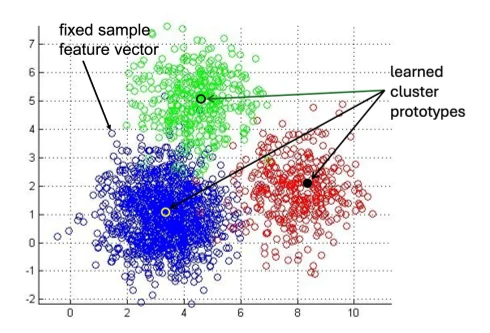 fixed sample
feature vector
learned
cluster
prototypes
7
6
5
4
3
2
1
0
-1
-2
0 2 4 6 8 10